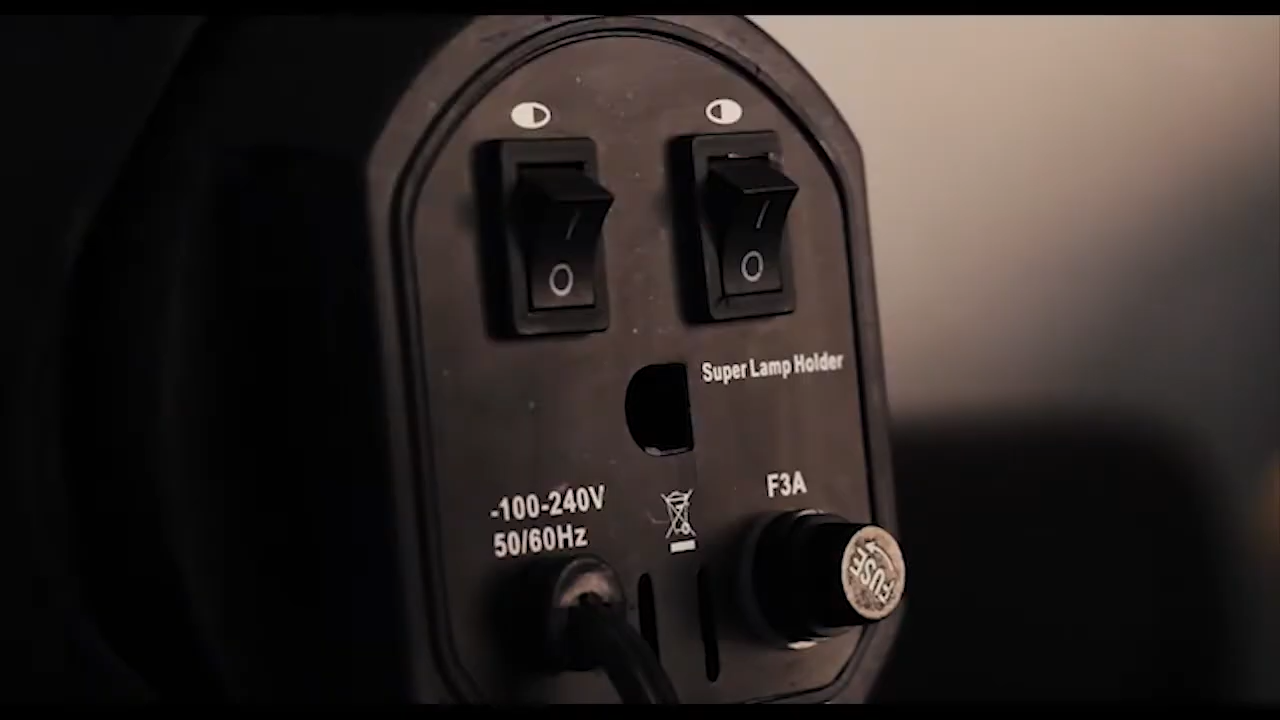 /
O
/
O
Super Lamp Holder
-100-240V
50/60Hz
F3A
FUSE